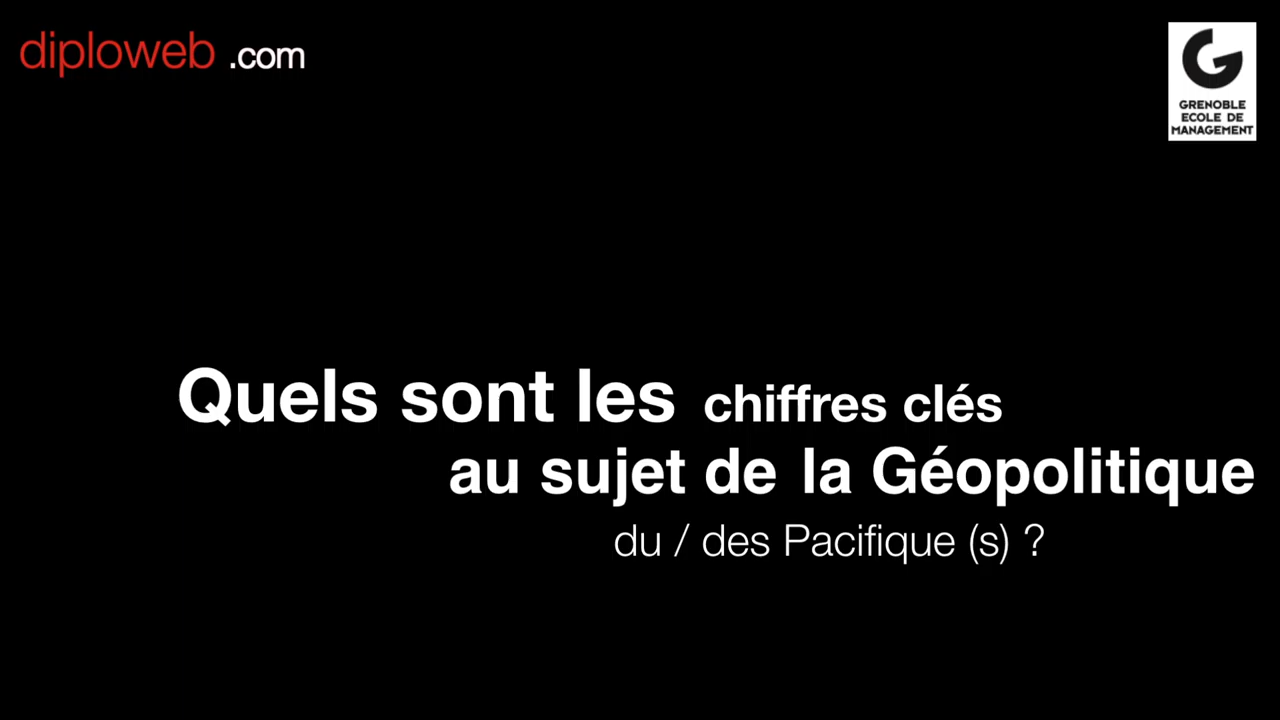 diploweb .com
GRENOBLE
ECOLE DE
MANAGEMENT
Quels sont les chiffres clés
au sujet de la Géopolitique
du / des Pacifique (s) ?